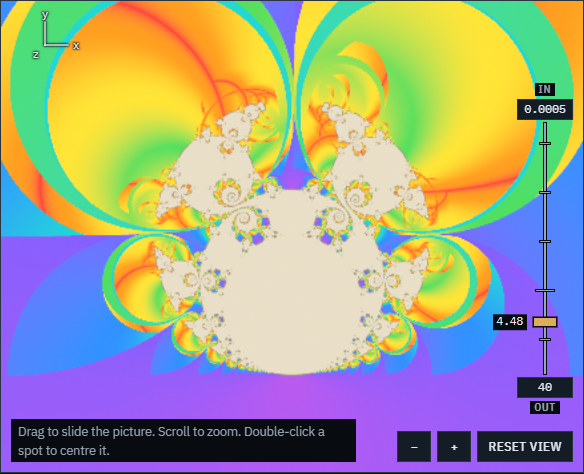 y
x
z
IN
0.0005
4.48
40
OUT
Drag to slide the picture. Scroll to zoom. Double-click a
spot to centre it.
– + RESET VIEW